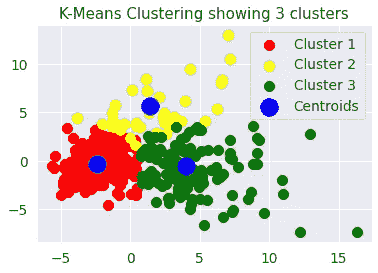 K-Means Clustering showing 3 clusters
Cluster 1
Cluster 2
Cluster 3
Centroids
10
5
0
−5
−5 0 5 10 15